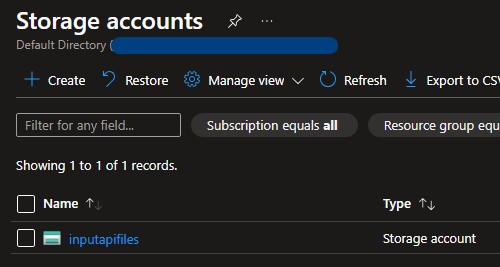 Storage accounts ...
Default Directory (
+ Create Restore Manage view Refresh Export to CS
Filter for any field... Subscription equals all Resource group equ
Showing 1 to 1 of 1 records.
Name ↑↓ Type ↑↓
inputapifiles Storage account